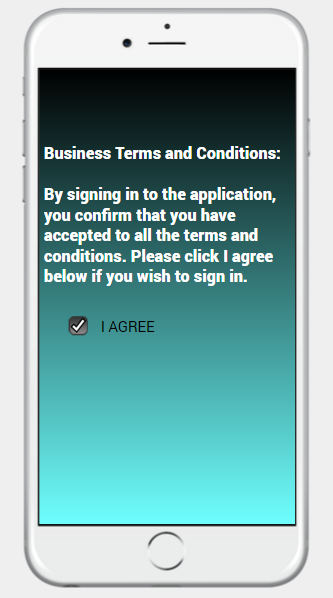 Business Terms and Conditions:
By signing in to the application,
you confirm that you have
accepted to all the terms and
conditions. Please click I agree
below if you wish to sign in.
I AGREE